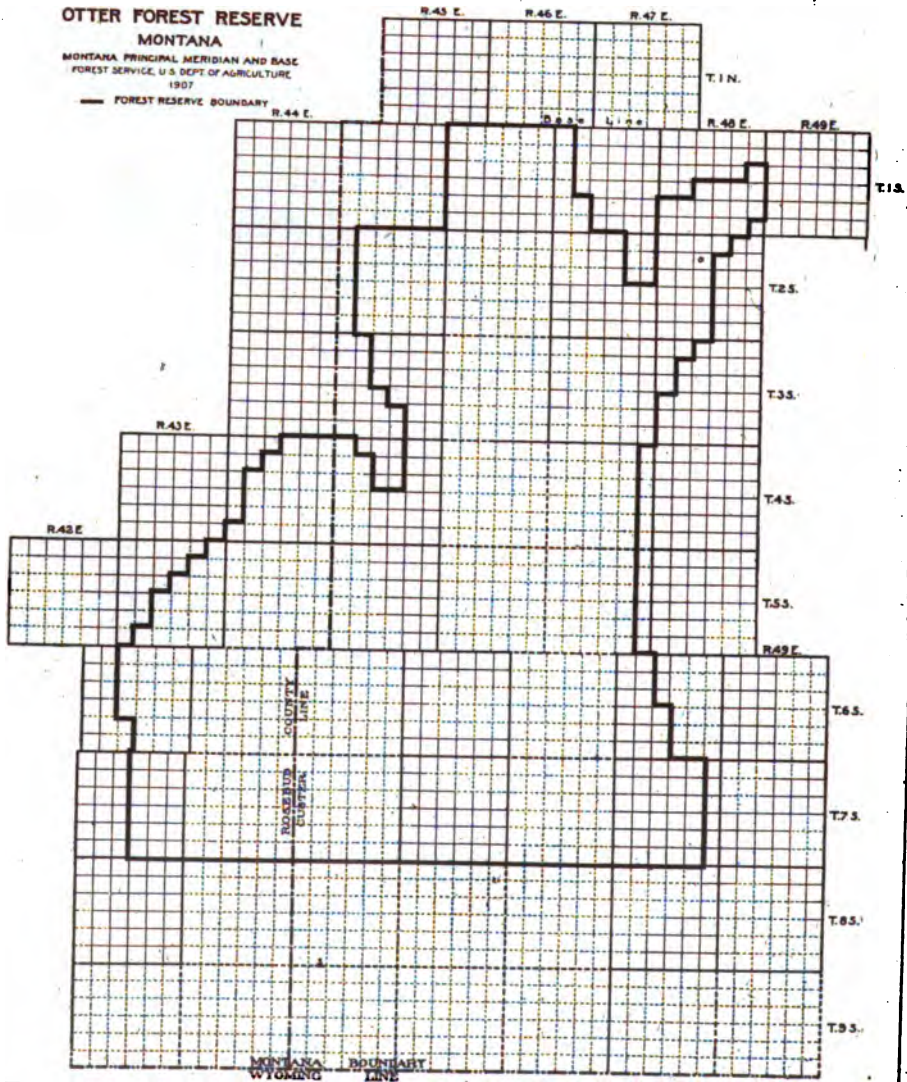 OTTER FOREST RESERVE
MONTANA
MONTANA PRINCIPAL MERIDIAN AND BASE
FOREST SERVICE, U.S. DEPT. OF AGRICULTURE
1907
FOREST RESERVE BOUNDARY
R.45 E. R.46 E. R.47 E.
T.1 N.
Base Line
R.44 E. R.48 E. R.49 E.
T.1 S.
T.2 S.
T.3 S.
R.43 E.
T.4 S.
R.42 E
T.5 S.
R.49 E.
T.6 S.
COUNTY
LINE
ROSEBUD
CUSTER
T.7 S.
T.8 S.
T.9 S.
MONTANA BOUNDARY
WYOMING LINE